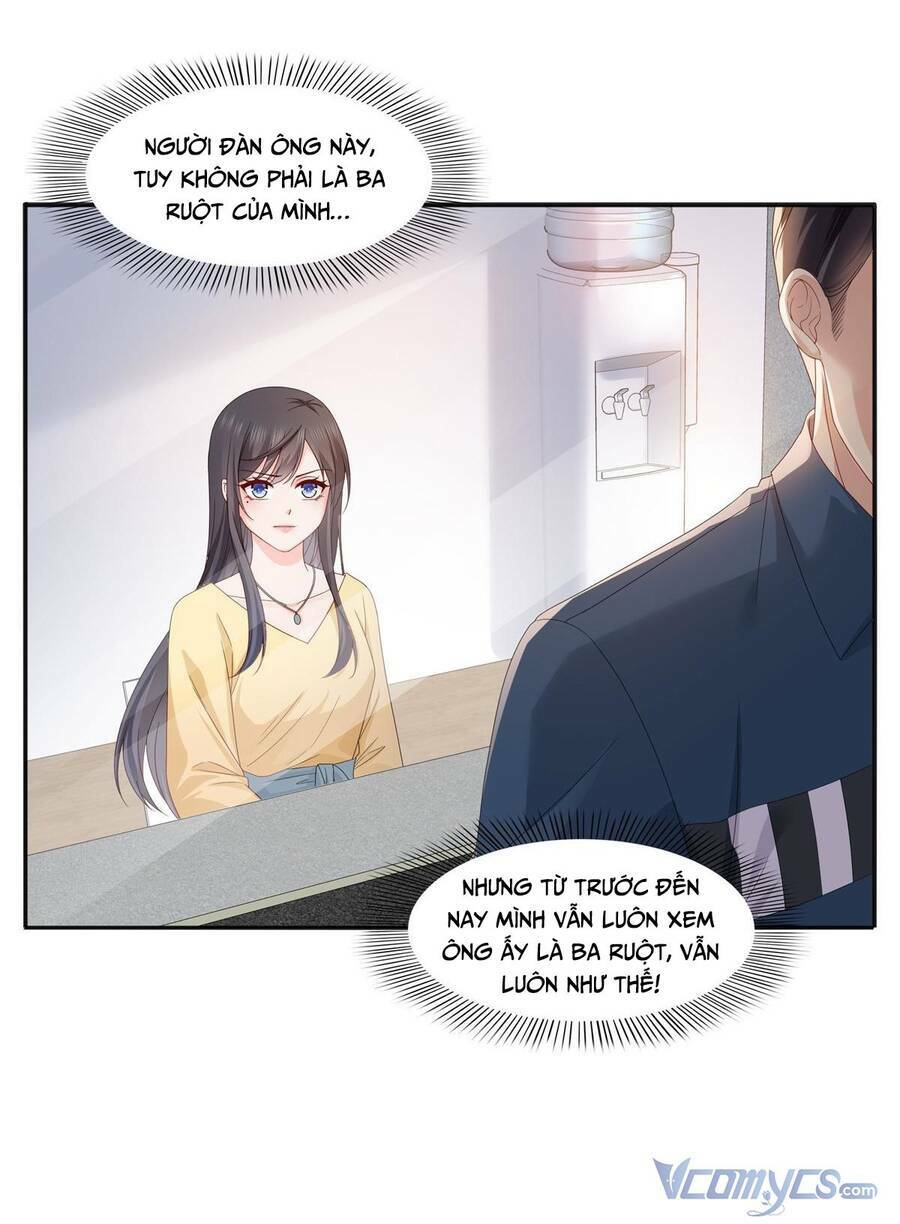 NGƯỜI ĐÀN ÔNG NÀY,
TUY KHÔNG PHẢI LÀ BA
RUỘT CỦA MÌNH...
NHƯNG TỪ TRƯỚC ĐẾN
NAY MÌNH VẪN LUÔN XEM
ÔNG ẤY LÀ BA RUỘT, VẪN
LUÔN NHƯ THẾ!
VCOMYCS.com